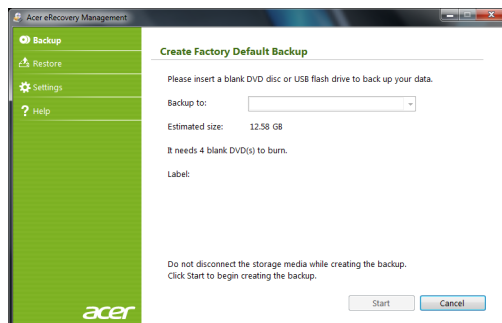 Acer eRecovery Management
Backup
Restore
Settings
Help
Create Factory Default Backup
Please insert a blank DVD disc or USB flash drive to back up your data.
Backup to:
Estimated size: 12.58 GB
It needs 4 blank DVD(s) to burn.
Label:
Do not disconnect the storage media while creating the backup.
Click Start to begin creating the backup.
Start Cancel
acer